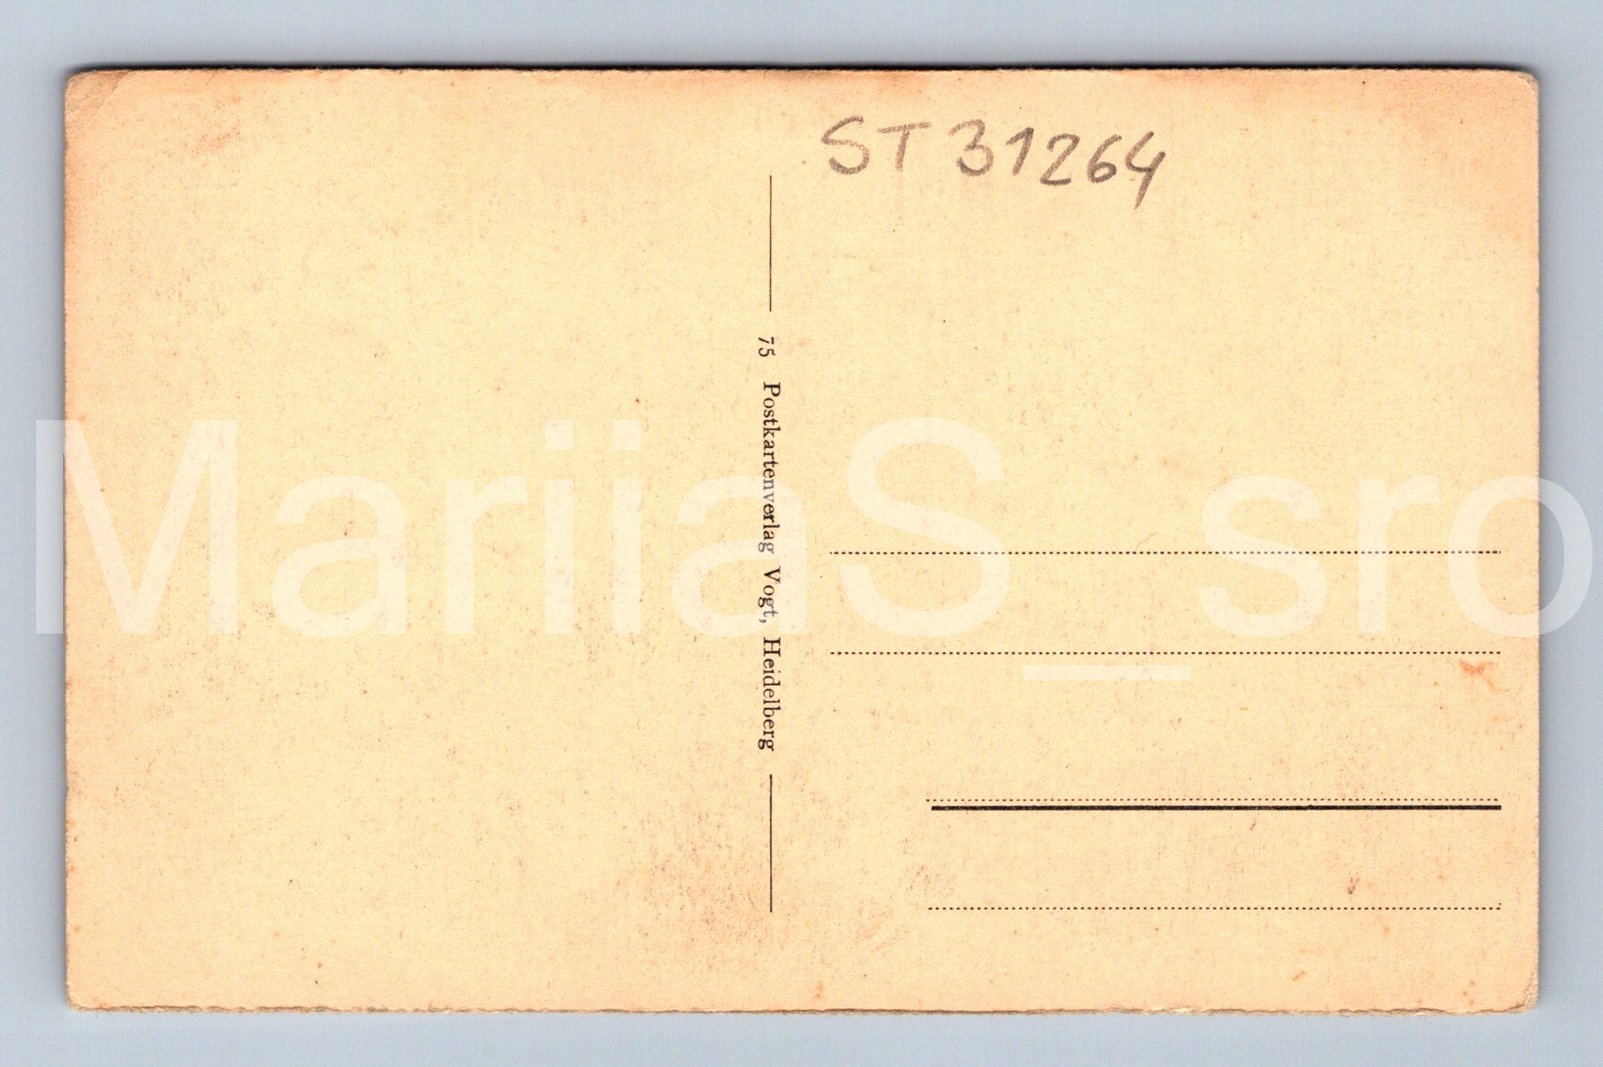 ST 31264
75 Postkartenverlag Vogt, Heidelberg
MariiaS_sro